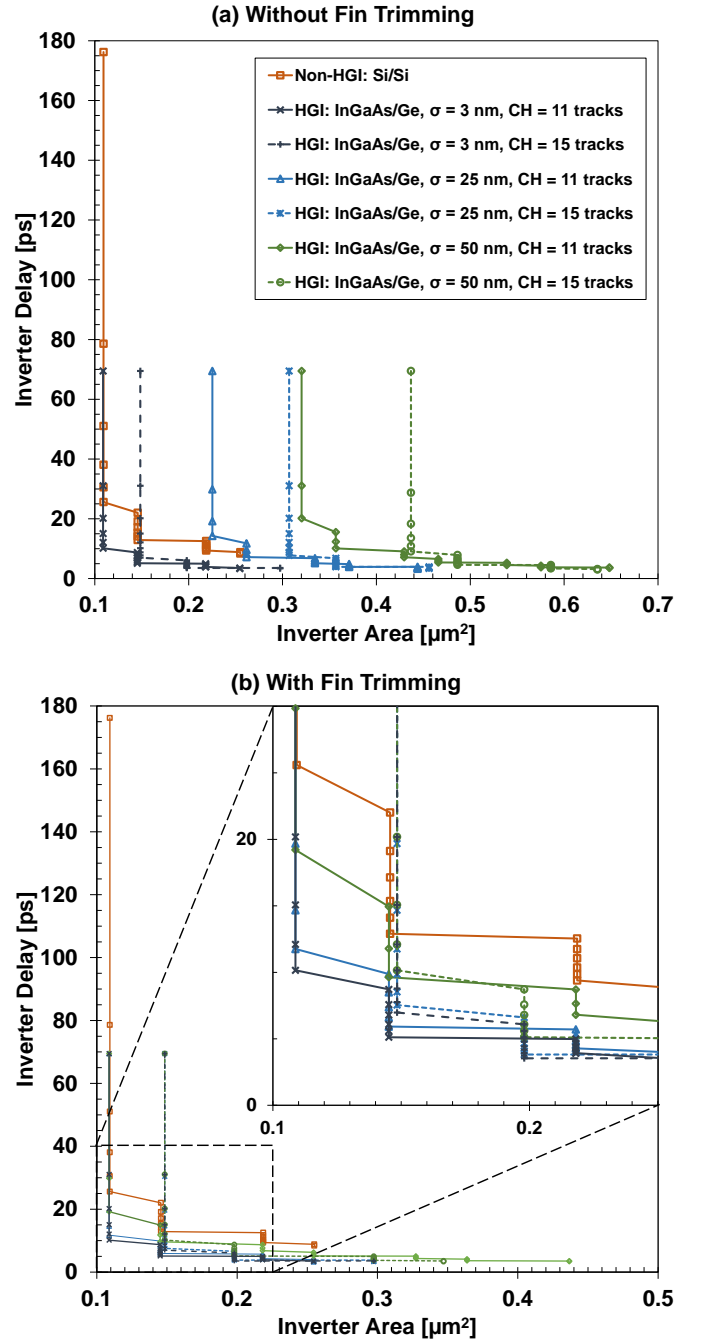 (a) Without Fin Trimming
180
160
140
120
100
80
60
40
20
0
Inverter Delay [ps]
Non-HGI: Si/Si
HGI: InGaAs/Ge, σ = 3 nm, CH = 11 tracks
HGI: InGaAs/Ge, σ = 3 nm, CH = 15 tracks
HGI: InGaAs/Ge, σ = 25 nm, CH = 11 tracks
HGI: InGaAs/Ge, σ = 25 nm, CH = 15 tracks
HGI: InGaAs/Ge, σ = 50 nm, CH = 11 tracks
HGI: InGaAs/Ge, σ = 50 nm, CH = 15 tracks
0.1 0.2 0.3 0.4 0.5 0.6 0.7
Inverter Area [µm²]
(b) With Fin Trimming
180
160
140
120
100
80
60
40
20
0
Inverter Delay [ps]
20
0
0.1 0.2
0.1 0.2 0.3 0.4 0.5
Inverter Area [µm²]